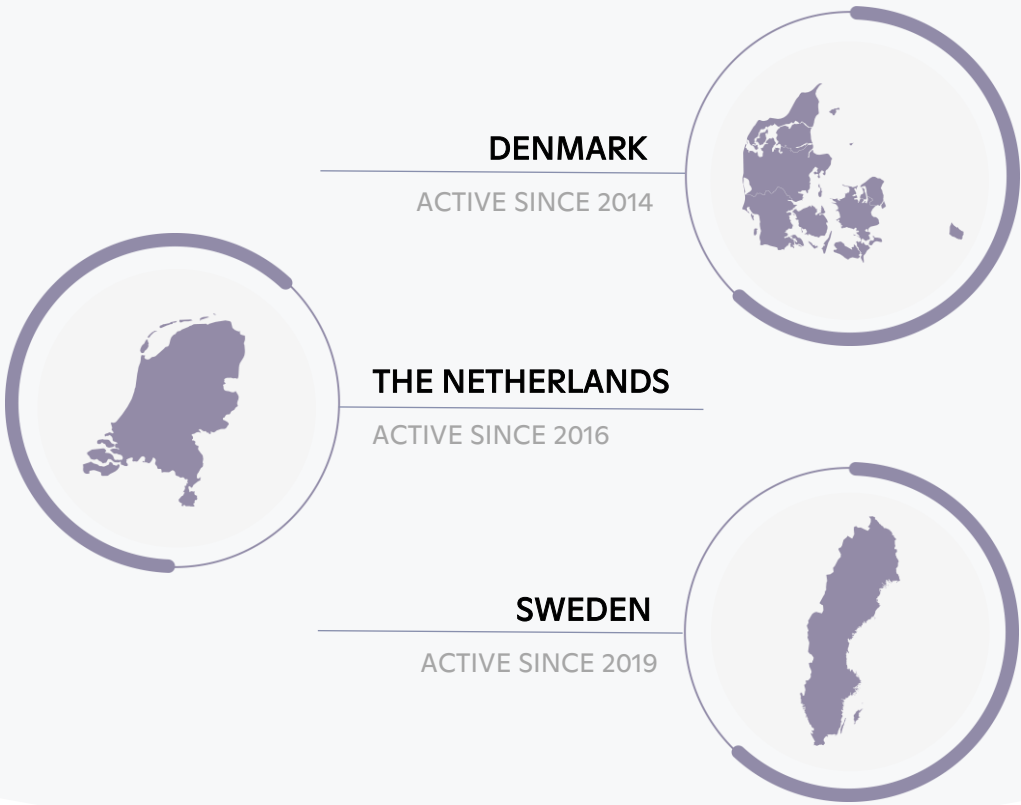 DENMARK
ACTIVE SINCE 2014
THE NETHERLANDS
ACTIVE SINCE 2016
SWEDEN
ACTIVE SINCE 2019